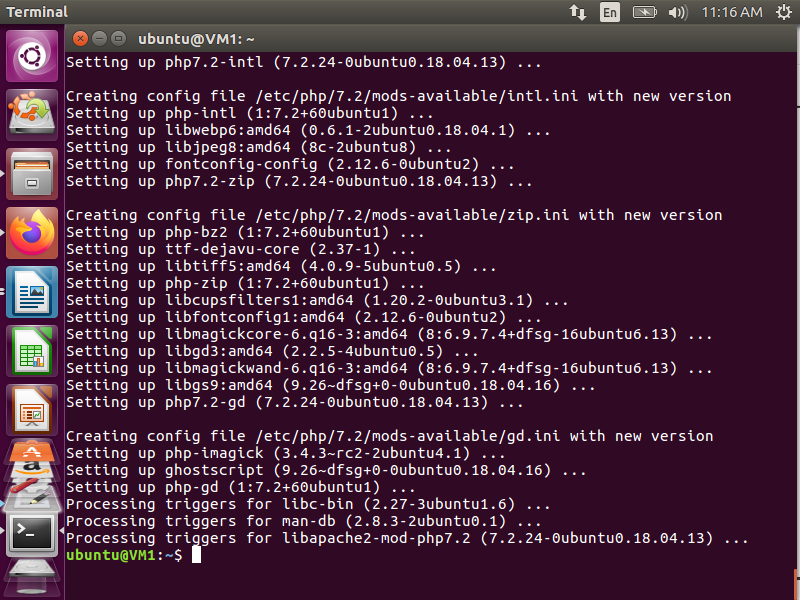 Terminal
En
11:16 AM
ubuntu@VM1: ~
Setting up php7.2-intl (7.2.24-0ubuntu0.18.04.13) ...
Creating config file /etc/php/7.2/mods-available/intl.ini with new version
Setting up php-intl (1:7.2+60ubuntu1) ...
Setting up libwebp6:amd64 (0.6.1-2ubuntu0.18.04.1) ...
Setting up libjpeg8:amd64 (8c-2ubuntu8) ...
Setting up fontconfig-config (2.12.6-0ubuntu2) ...
Setting up php7.2-zip (7.2.24-0ubuntu0.18.04.13) ...
Creating config file /etc/php/7.2/mods-available/zip.ini with new version
Setting up php-bz2 (1:7.2+60ubuntu1) ...
Setting up ttf-dejavu-core (2.37-1) ...
Setting up libtiff5:amd64 (4.0.9-5ubuntu0.5) ...
Setting up php-zip (1:7.2+60ubuntu1) ...
Setting up libcupsfilters1:amd64 (1.20.2-0ubuntu3.1) ...
Setting up libfontconfig1:amd64 (2.12.6-0ubuntu2) ...
Setting up libmagickcore-6.q16-3:amd64 (8:6.9.7.4+dfsg-16ubuntu6.13) ...
Setting up libgd3:amd64 (2.2.5-4ubuntu0.5) ...
Setting up libmagickwand-6.q16-3:amd64 (8:6.9.7.4+dfsg-16ubuntu6.13) ...
Setting up libgs9:amd64 (9.26~dfsg+0-0ubuntu0.18.04.16) ...
Setting up php7.2-gd (7.2.24-0ubuntu0.18.04.13) ...
Creating config file /etc/php/7.2/mods-available/gd.ini with new version
Setting up php-imagick (3.4.3~rc2-2ubuntu4.1) ...
Setting up ghostscript (9.26~dfsg+0-0ubuntu0.18.04.16) ...
Setting up php-gd (1:7.2+60ubuntu1) ...
Processing triggers for libc-bin (2.27-3ubuntu1.6) ...
Processing triggers for man-db (2.8.3-2ubuntu0.1) ...
Processing triggers for libapache2-mod-php7.2 (7.2.24-0ubuntu0.18.04.13) ...
ubuntu@VM1:~$